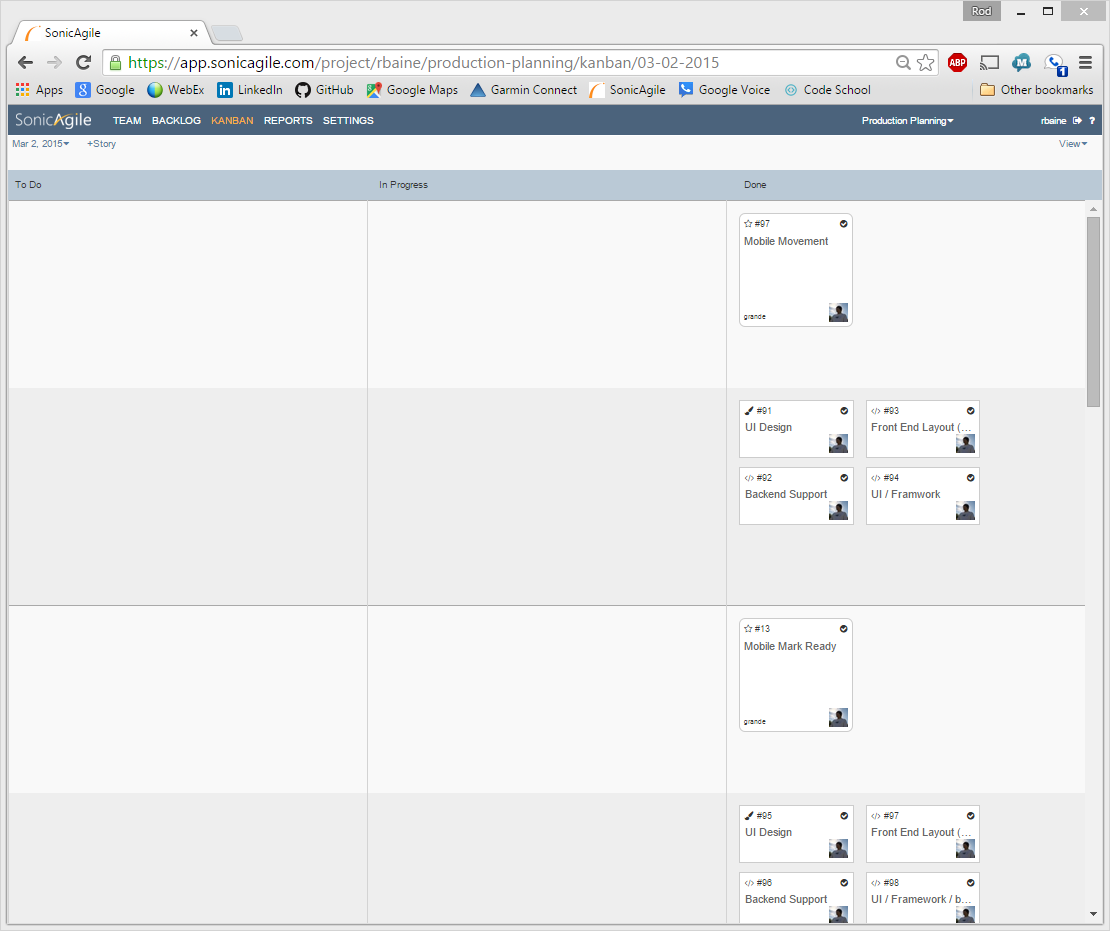 Rod
SonicAgile
https://app.sonicagile.com/project/rbaine/production-planning/kanban/03-02-2015
ABP
M
1
Apps
Google
WebEx
LinkedIn
GitHub
Google Maps
Garmin Connect
SonicAgile
Google Voice
Code School
Other bookmarks
SonicAgile
TEAM
BACKLOG
KANBAN
REPORTS
SETTINGS
Production Planning
rbaine
?
Mar 2, 2015
+Story
View
To Do
In Progress
Done
#97
Mobile Movement
grande
#91
UI Design
#93
Front End Layout (...
#92
Backend Support
#94
UI / Framwork
#13
Mobile Mark Ready
grande
#95
UI Design
#97
Front End Layout (...
#96
Backend Support
#98
UI / Framework / b...